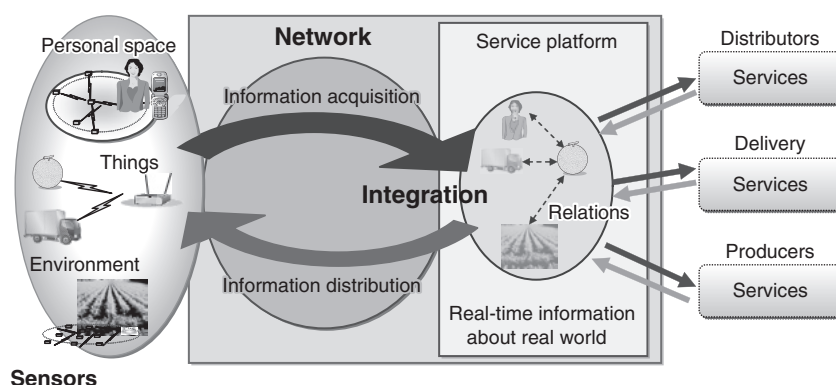 Personal space
Things
Environment
Sensors
Network
Information acquisition
Integration
Information distribution
Service platform
Relations
Real-time information
about real world
Distributors
Services
Delivery
Services
Producers
Services